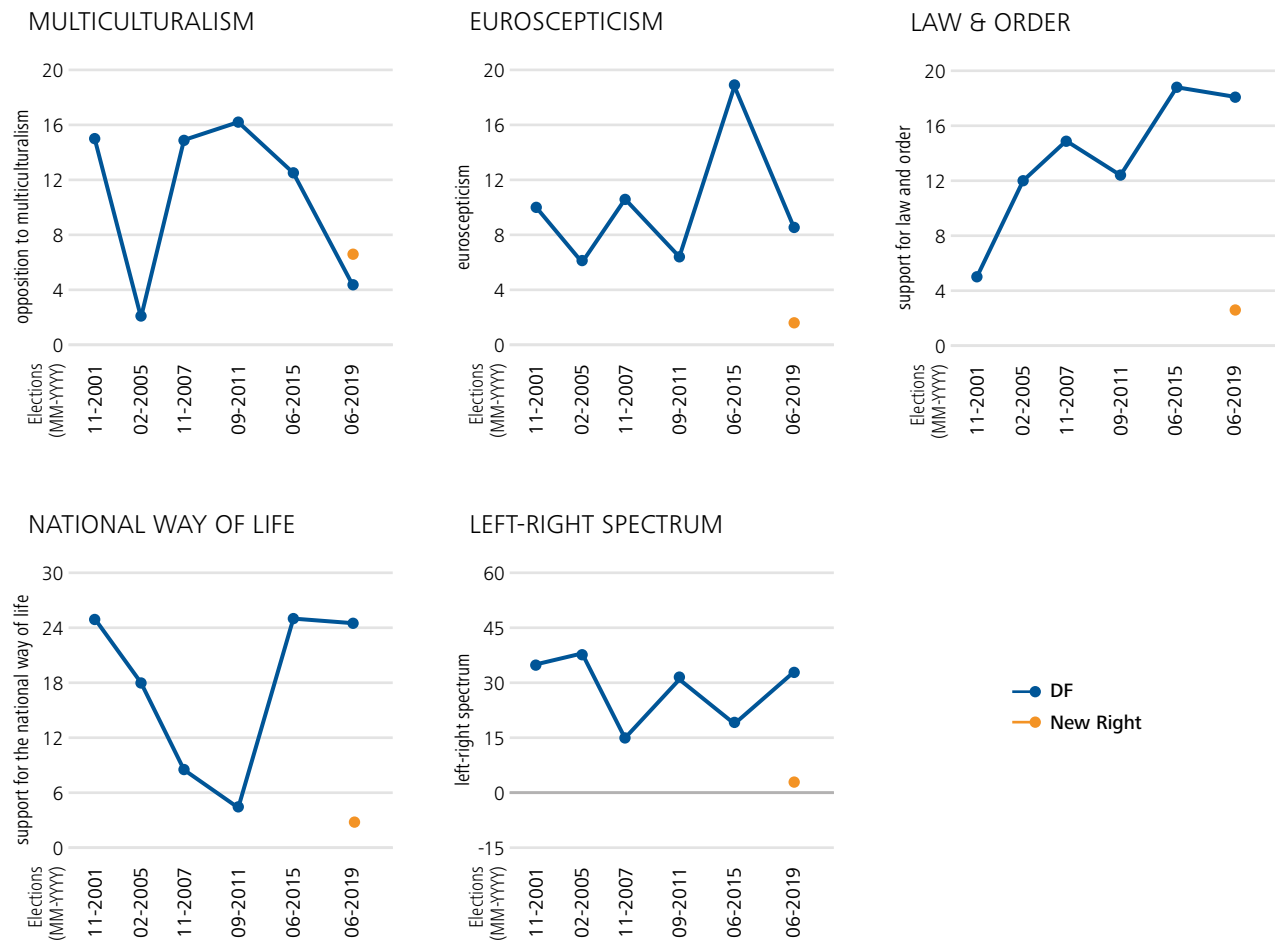 MULTICULTURALISM
opposition to multiculturalism
20
16
12
8
4
0
Elections
(MM-YYYY)
11-2001
02-2005
11-2007
09-2011
06-2015
06-2019
EUROSCEPTICISM
euroscepticism
20
16
12
8
4
0
Elections
(MM-YYYY)
11-2001
02-2005
11-2007
09-2011
06-2015
06-2019
LAW & ORDER
support for law and order
20
16
12
8
4
0
Elections
(MM-YYYY)
11-2001
02-2005
11-2007
09-2011
06-2015
06-2019
NATIONAL WAY OF LIFE
support for the national way of life
30
24
18
12
6
0
Elections
(MM-YYYY)
11-2001
02-2005
11-2007
09-2011
06-2015
06-2019
LEFT-RIGHT SPECTRUM
left-right spectrum
60
45
30
15
0
-15
Elections
(MM-YYYY)
11-2001
02-2005
11-2007
09-2011
06-2015
06-2019
DF
New Right